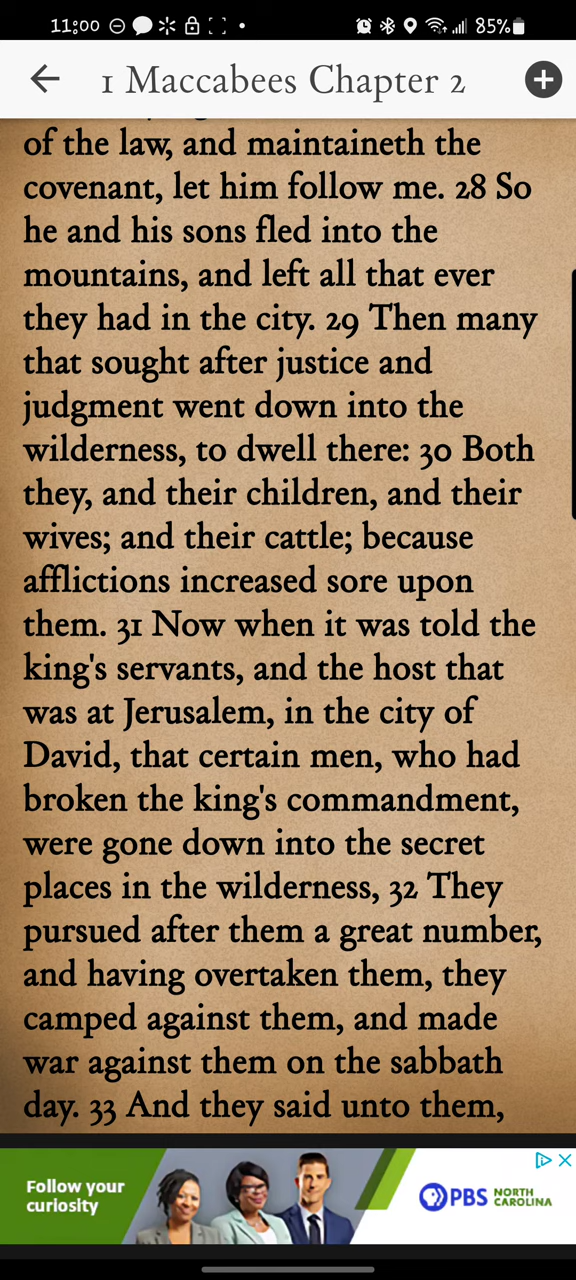 11:00
85%
1 Maccabees Chapter 2
of the law, and maintaineth the
covenant, let him follow me. 28 So
he and his sons fled into the
mountains, and left all that ever
they had in the city. 29 Then many
that sought after justice and
judgment went down into the
wilderness, to dwell there: 30 Both
they, and their children, and their
wives; and their cattle; because
afflictions increased sore upon
them. 31 Now when it was told the
king's servants, and the host that
was at Jerusalem, in the city of
David, that certain men, who had
broken the king's commandment,
were gone down into the secret
places in the wilderness, 32 They
pursued after them a great number,
and having overtaken them, they
camped against them, and made
war against them on the sabbath
day. 33 And they said unto them,
Follow your
curiosity
PBS NORTH
CAROLINA